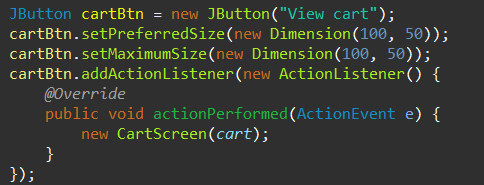 JButton cartBtn = new JButton("View cart");
cartBtn.setPreferredSize(new Dimension(100, 50));
cartBtn.setMaximumSize(new Dimension(100, 50));
cartBtn.addActionListener(new ActionListener() {
    @Override
    public void actionPerformed(ActionEvent e) {
        new CartScreen(cart);
    }
});